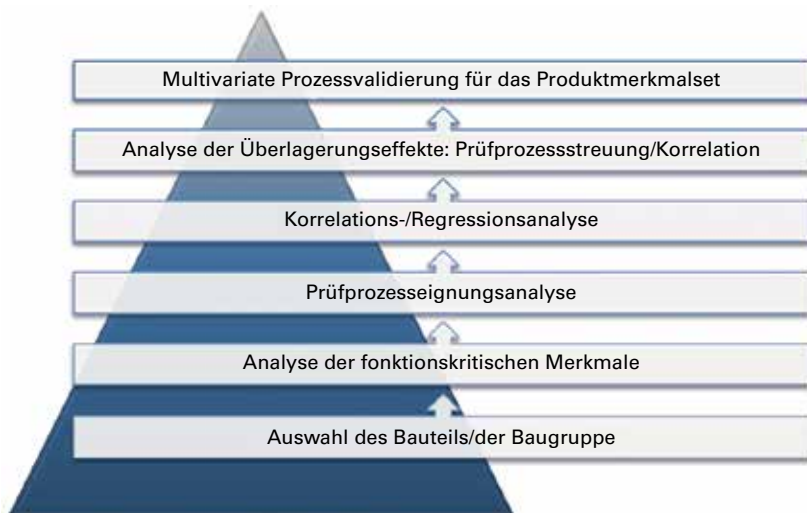 Multivariate Prozessvalidierung für das Produktmerkmalset
Analyse der Überlagerungseffekte: Prüfprozessstreuung/Korrelation
Korrelations-/Regressionsanalyse
Prüfprozesseignungsanalyse
Analyse der fonktionskritischen Merkmale
Auswahl des Bauteils/der Baugruppe